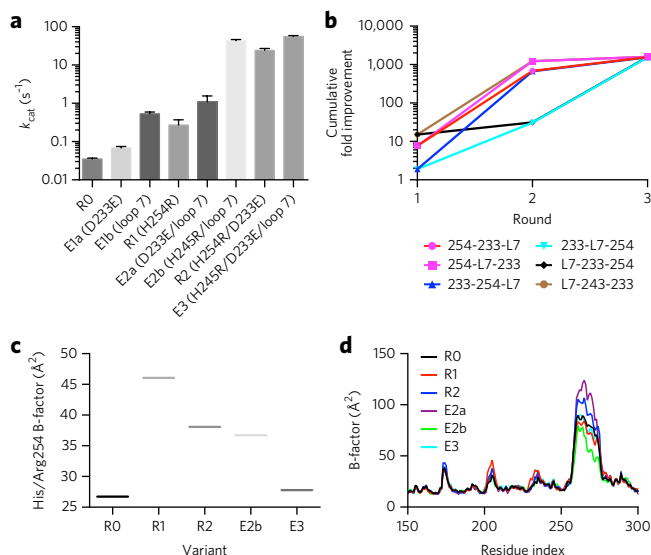 a
k_cat (s⁻¹)
100
10
1
0.1
0.01
R0
E1a (D233E)
E1b (loop 7)
R1 (H254R)
E2a (D233E/loop 7)
E2b (H245R/loop 7)
R2 (H254R/D233E)
E3 (H245R/D233E/loop 7)
b
Cumulative
fold improvement
10,000
1,000
100
10
1
1 2 3
Round
254-233-L7 233-L7-254
254-L7-233 L7-233-254
233-254-L7 L7-243-233
c
His/Arg254 B-factor (Å²)
50
45
40
35
30
25
R0 R1 R2 E2b E3
Variant
d
B-factor (Å²)
150
100
50
0
R0
R1
R2
E2a
E2b
E3
150 200 250 300
Residue index